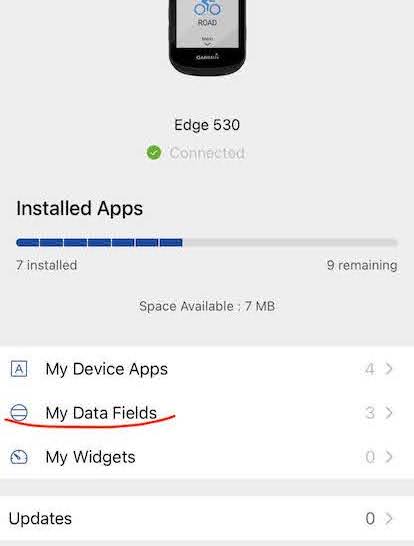 ROAD
Menu
GARMIN
Edge 530
Connected
Installed Apps
7 installed
9 remaining
Space Available : 7 MB
A My Device Apps 4
My Data Fields 3
My Widgets 0
Updates 0